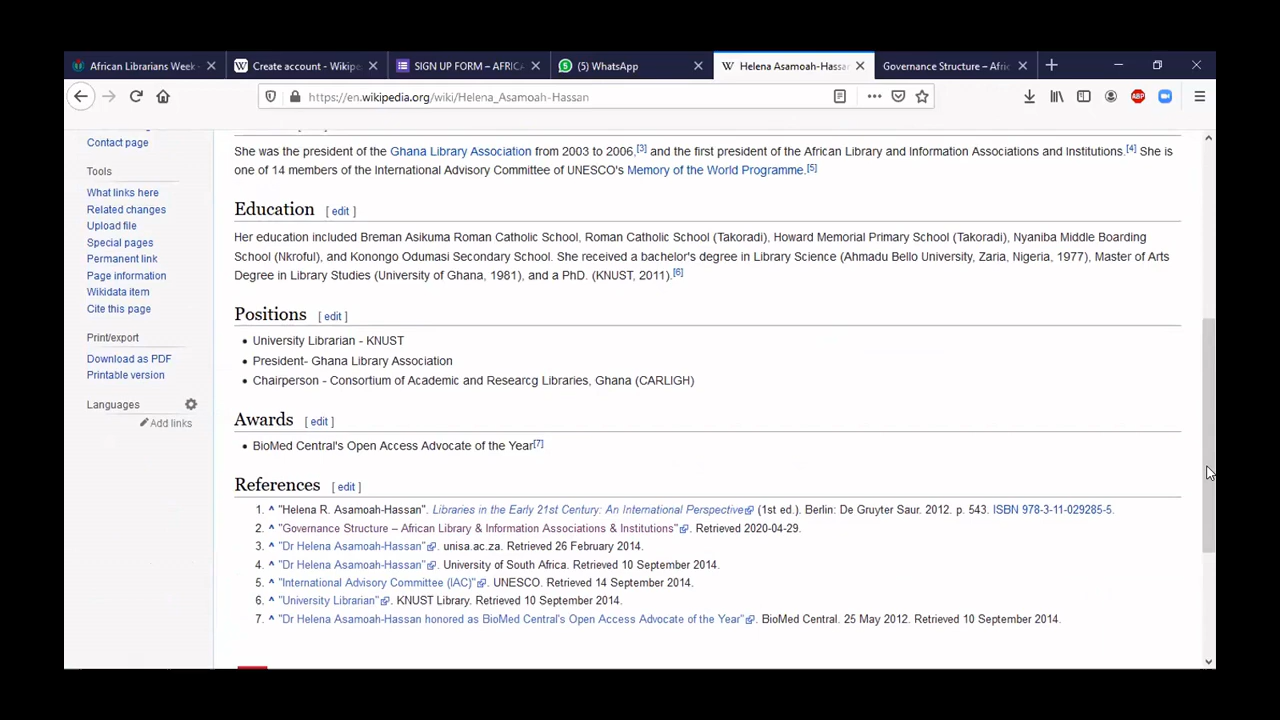 African Librarians Week
Create account - Wikipe
SIGN UP FORM – AFRICA
(5) WhatsApp
Helena Asamoah-Hassan
Governance Structure – Afric
https://en.wikipedia.org/wiki/Helena_Asamoah-Hassan
Contact page
Tools
What links here
Related changes
Upload file
Special pages
Permanent link
Page information
Wikidata item
Cite this page
Print/export
Download as PDF
Printable version
Languages
Add links
She was the president of the Ghana Library Association from 2003 to 2006,[3] and the first president of the African Library and Information Associations and Institutions.[4] She is
one of 14 members of the International Advisory Committee of UNESCO's Memory of the World Programme.[5]
Education [ edit ]
Her education included Breman Asikuma Roman Catholic School, Roman Catholic School (Takoradi), Howard Memorial Primary School (Takoradi), Nyaniba Middle Boarding
School (Nkroful), and Konongo Odumasi Secondary School. She received a bachelor's degree in Library Science (Ahmadu Bello University, Zaria, Nigeria, 1977), Master of Arts
Degree in Library Studies (University of Ghana, 1981), and a PhD. (KNUST, 2011).[6]
Positions [ edit ]
• University Librarian - KNUST
• President- Ghana Library Association
• Chairperson - Consortium of Academic and Researcg Libraries, Ghana (CARLIGH)
Awards [ edit ]
• BioMed Central's Open Access Advocate of the Year[7]
References [ edit ]
1. ^ "Helena R. Asamoah-Hassan". Libraries in the Early 21st Century: An International Perspective (1st ed.). Berlin: De Gruyter Saur. 2012. p. 543. ISBN 978-3-11-029285-5.
2. ^ "Governance Structure – African Library & Information Associations & Institutions". Retrieved 2020-04-29.
3. ^ "Dr Helena Asamoah-Hassan". unisa.ac.za. Retrieved 26 February 2014.
4. ^ "Dr Helena Asamoah-Hassan". University of South Africa. Retrieved 10 September 2014.
5. ^ "International Advisory Committee (IAC)". UNESCO. Retrieved 14 September 2014.
6. ^ "University Librarian". KNUST Library. Retrieved 10 September 2014.
7. ^ "Dr Helena Asamoah-Hassan honored as BioMed Central's Open Access Advocate of the Year". BioMed Central. 25 May 2012. Retrieved 10 September 2014.